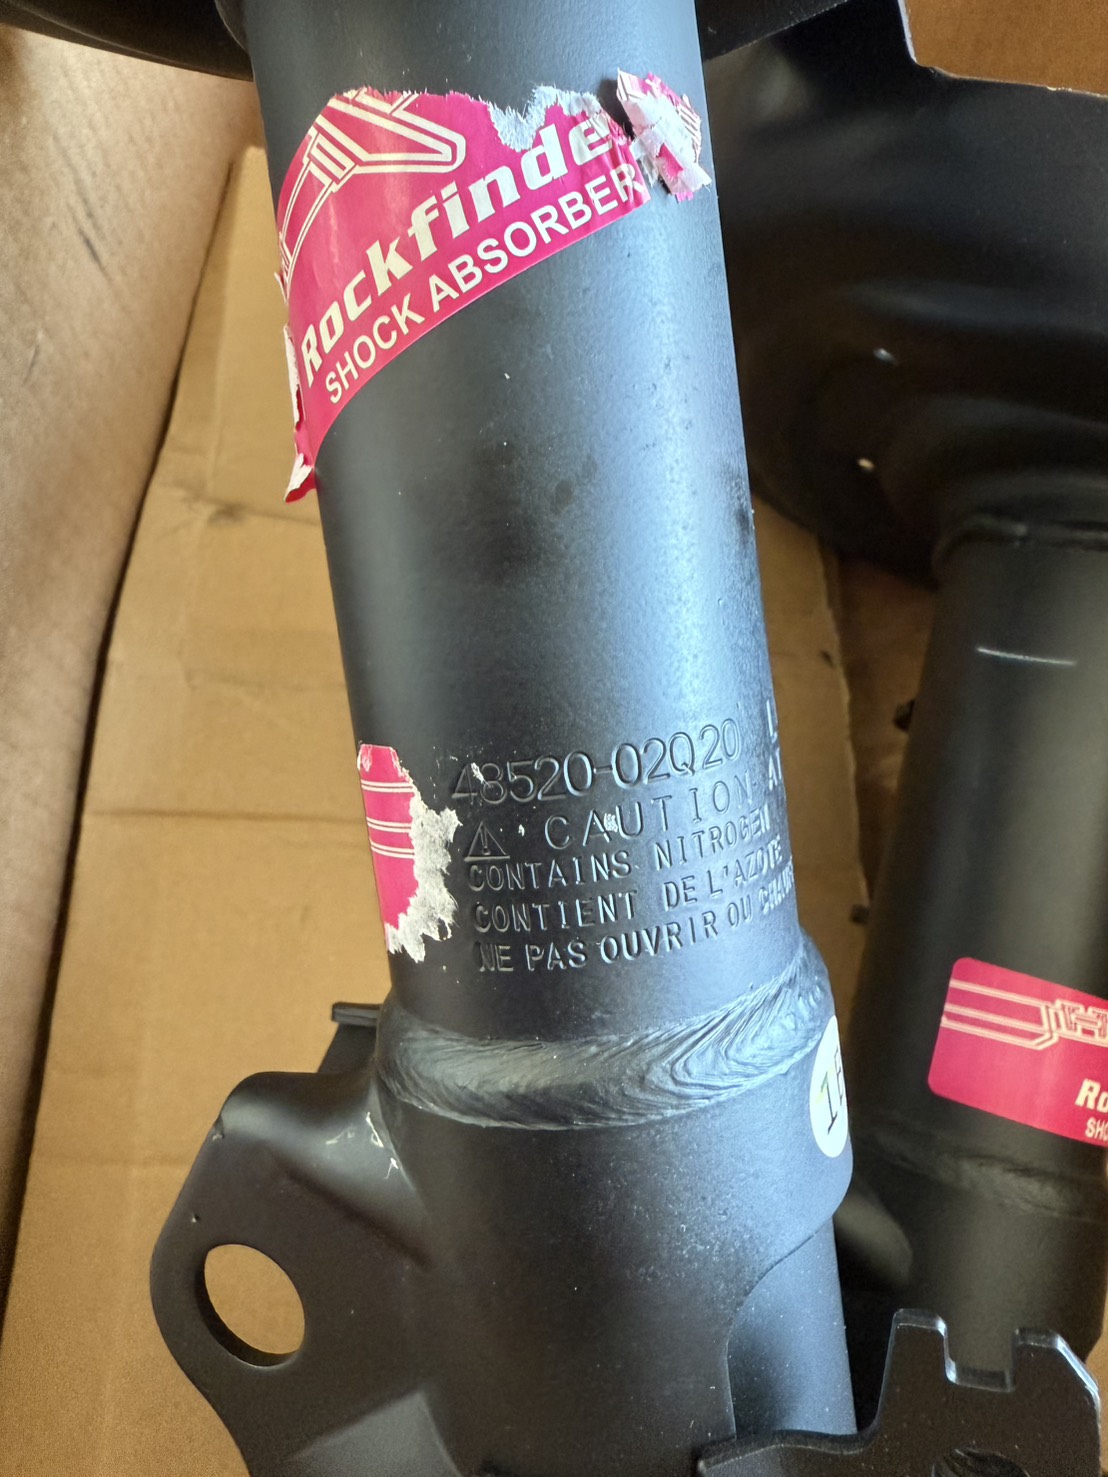 Rockfinde
SHOCK ABSORBER
48520-02Q20 L
⚠ CAUTION
CONTAINS NITROGEN
CONTIENT DE L'AZOTE
NE PAS OUVRIR OU